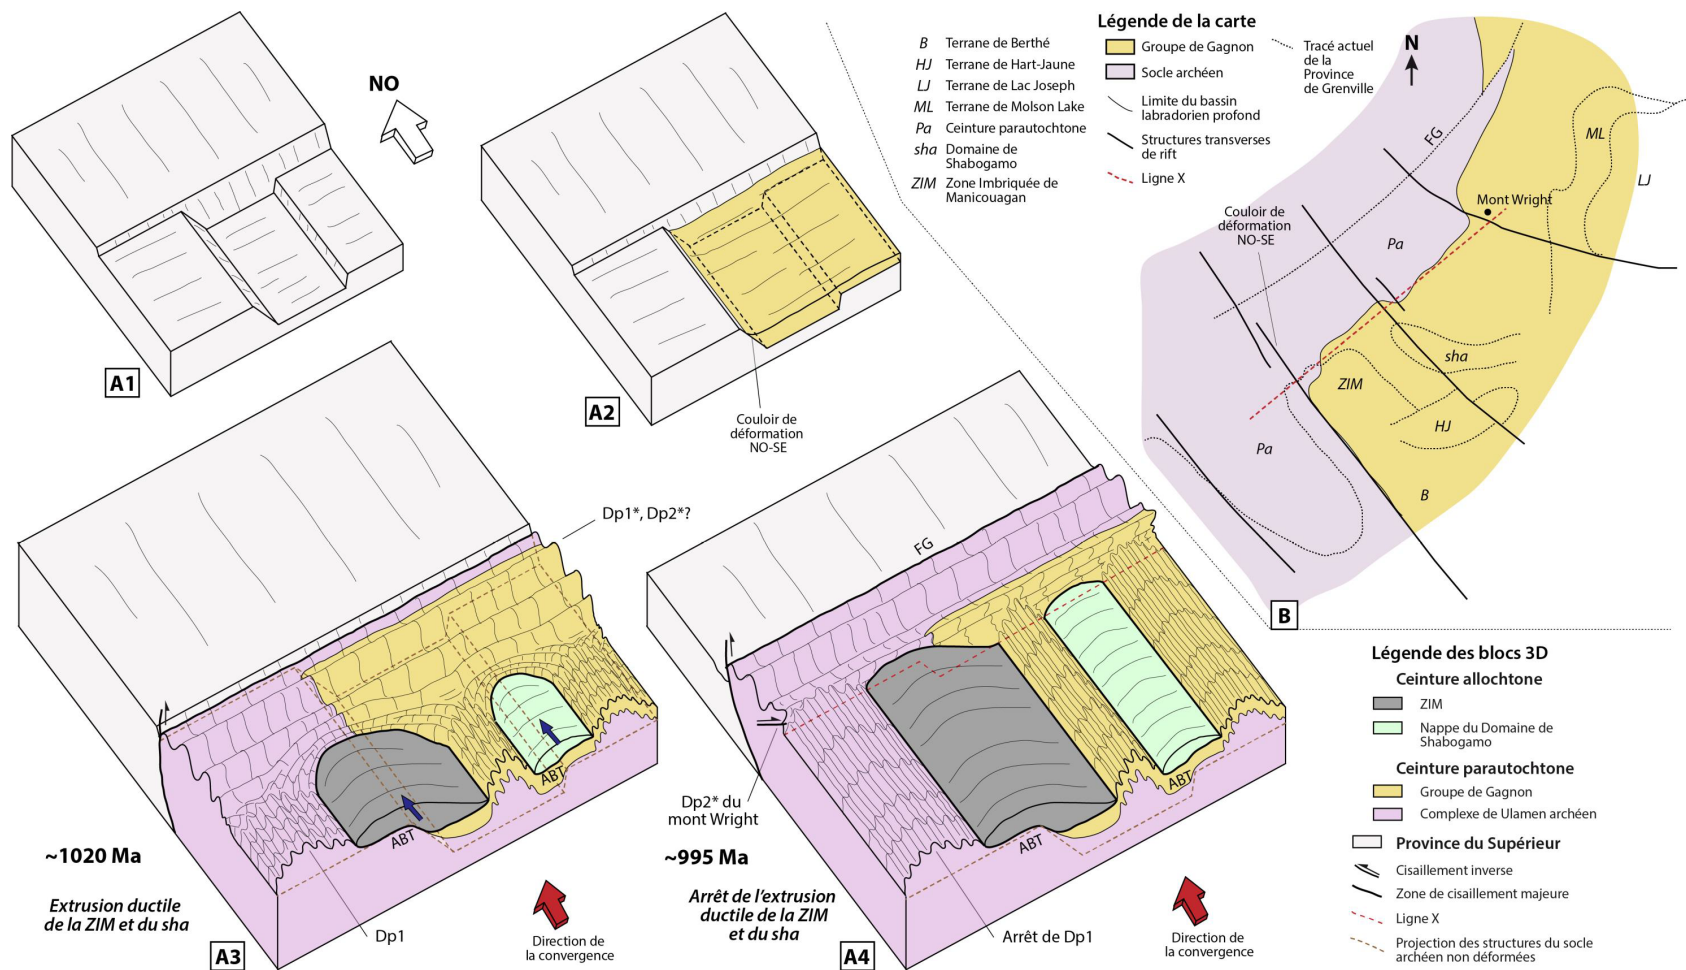 NO
A1
A2
Couloir de
déformation
NO-SE
B Terrane de Berthé
HJ Terrane de Hart-Jaune
LJ Terrane de Lac Joseph
ML Terrane de Molson Lake
Pa Ceinture parautochtone
sha Domaine de
Shabogamo
ZIM Zone Imbriquée de
Manicouagan
Légende de la carte
Groupe de Gagnon
Socle archéen
Limite du bassin
labradorien profond
Structures transverses
de rift
Ligne X
Tracé actuel
de la
Province
de Grenville
N
FG
ML
LJ
Mont Wright
Couloir de
déformation
NO-SE
Pa
sha
ZIM
HJ
Pa
B
B
Dp1*, Dp2*?
ABT
ABT
~1020 Ma
Extrusion ductile
de la ZIM et du sha
A3
Dp1
Direction de
la convergence
FG
Dp2* du
mont Wright
ABT
ABT
~995 Ma
Arrêt de l'extrusion
ductile de la ZIM
et du sha
A4
Arrêt de Dp1
Direction de
la convergence
Légende des blocs 3D
Ceinture allochtone
ZIM
Nappe du Domaine de
Shabogamo
Ceinture parautochtone
Groupe de Gagnon
Complexe de Ulamen archéen
Province du Supérieur
Cisaillement inverse
Zone de cisaillement majeure
Ligne X
Projection des structures du socle
archéen non déformées